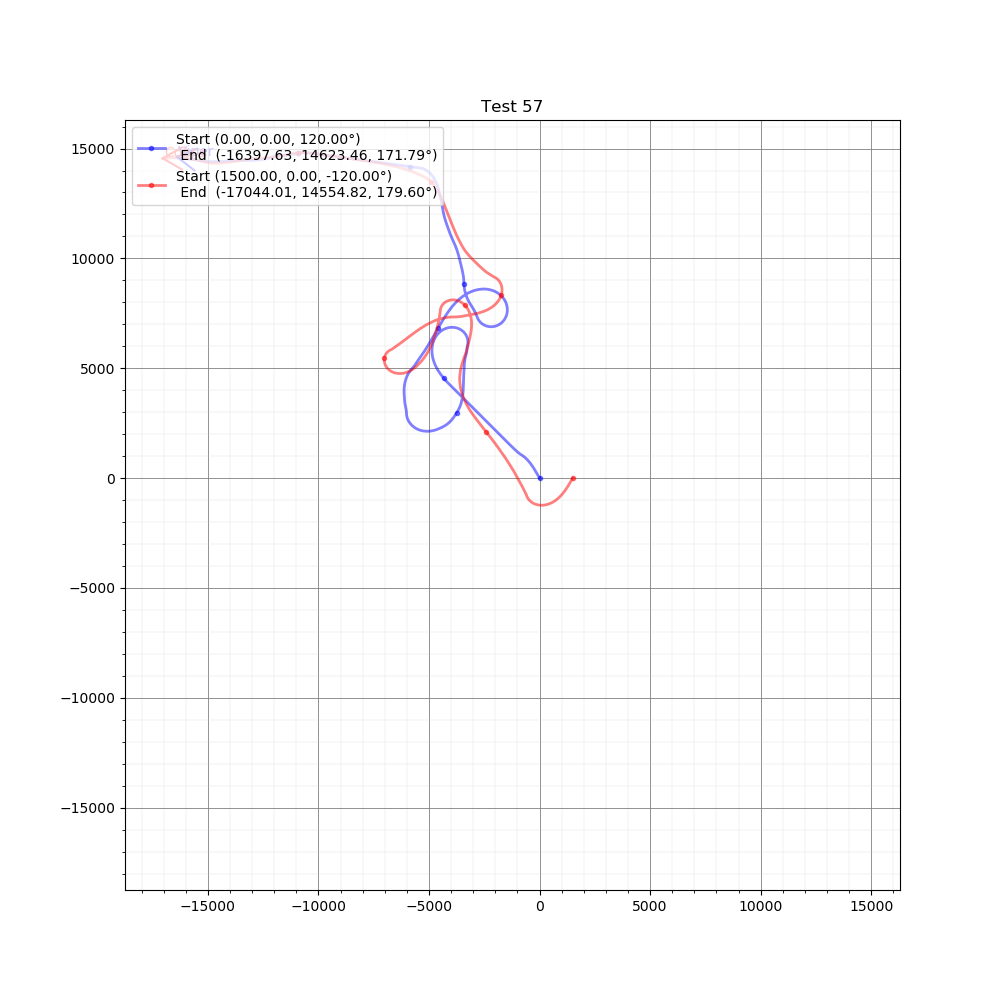 Test 57
Start (0.00, 0.00, 120.00°)
End (-16397.63, 14623.46, 171.79°)
Start (1500.00, 0.00, -120.00°)
End (-17044.01, 14554.82, 179.60°)
15000
10000
5000
0
−5000
−10000
−15000
−15000 −10000 −5000 0 5000 10000 15000